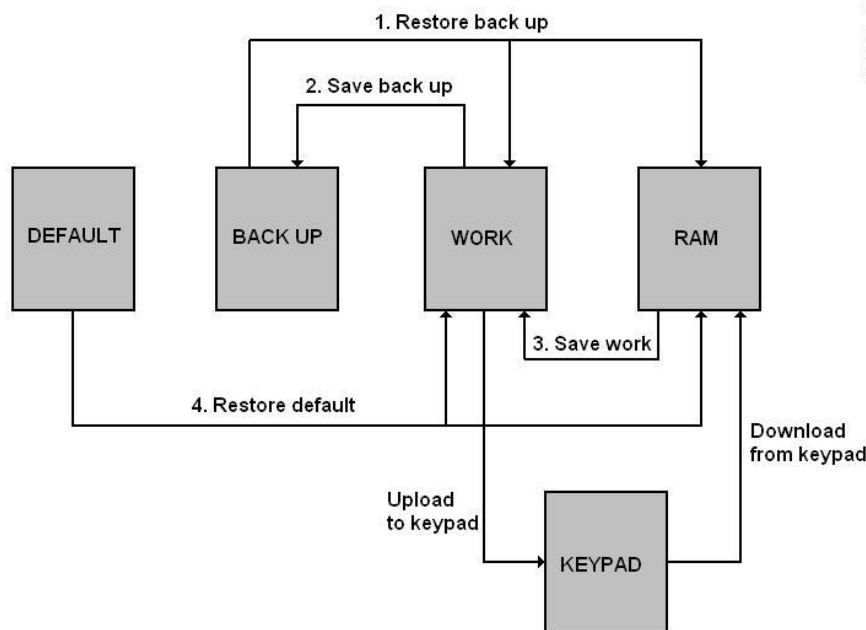 1. Restore back up
2. Save back up
DEFAULT
BACK UP
WORK
RAM
3. Save work
4. Restore default
Download
from keypad
Upload
to keypad
KEYPAD